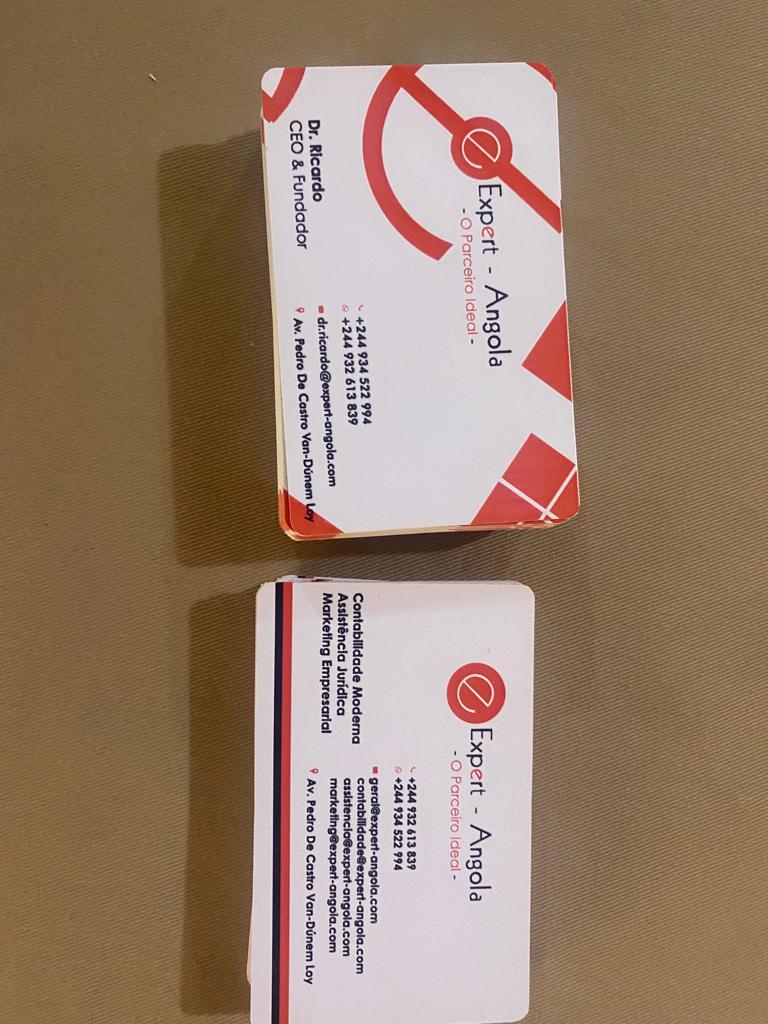 Expert - Angola
- O Parceiro Ideal -
+244 934 522 994
+244 932 613 839
dr.ricardo@expert-angola.com
Av. Pedro De Castro Van-Dúnem Loy
Dr. Ricardo
CEO & Fundador
Expert - Angola
- O Parceiro Ideal -
+244 932 613 839
+244 934 522 994
geral@expert-angola.com
contabilidade@expert-angola.com
assistencia@expert-angola.com
marketing@expert-angola.com
Av. Pedro De Castro Van-Dúnem Loy
Contabilidade Moderna
Assistência Jurídica
Marketing Empresarial